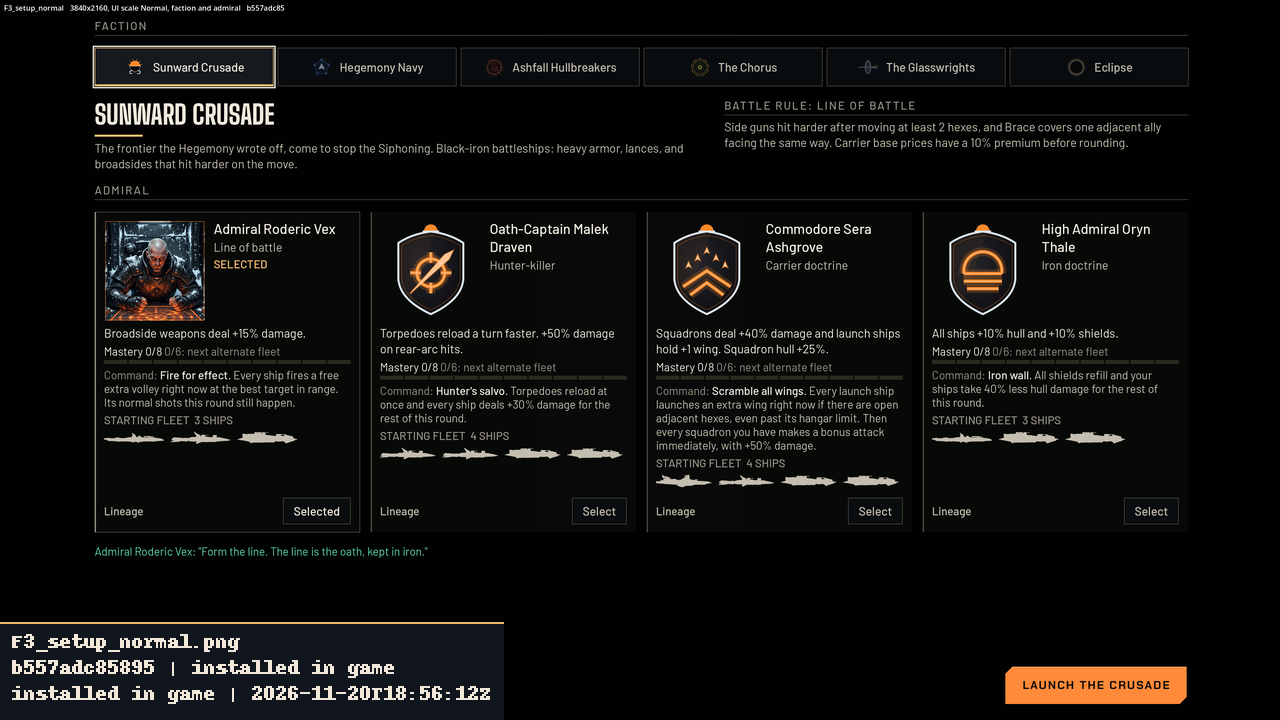 F3_setup_normal 3840x2160, UI scale Normal, faction and admiral b557adc85
FACTION
Sunward Crusade
Hegemony Navy
Ashfall Hullbreakers
The Chorus
The Glasswrights
Eclipse
SUNWARD CRUSADE
The frontier the Hegemony wrote off, come to stop the Siphoning. Black-iron battleships: heavy armor, lances, and
broadsides that hit harder on the move.
BATTLE RULE: LINE OF BATTLE
Side guns hit harder after moving at least 2 hexes, and Brace covers one adjacent ally
facing the same way. Carrier base prices have a 10% premium before rounding.
ADMIRAL
Admiral Roderic Vex
Line of battle
SELECTED
Broadside weapons deal +15% damage.
Mastery 0/8 0/6: next alternate fleet
Command: Fire for effect. Every ship fires a free
extra volley right now at the best target in range.
Its normal shots this round still happen.
STARTING FLEET 3 SHIPS
Lineage
Selected
Oath-Captain Malek
Draven
Hunter-killer
Torpedoes reload a turn faster. +50% damage
on rear-arc hits.
Mastery 0/8 0/6: next alternate fleet
Command: Hunter's salvo. Torpedoes reload at
once and every ship deals +30% damage for the
rest of this round.
STARTING FLEET 4 SHIPS
Lineage
Select
Commodore Sera
Ashgrove
Carrier doctrine
Squadrons deal +40% damage and launch ships
hold +1 wing. Squadron hull +25%.
Mastery 0/8 0/6: next alternate fleet
Command: Scramble all wings. Every launch ship
launches an extra wing right now if there are open
adjacent hexes, even past its hangar limit. Then
every squadron you have makes a bonus attack
immediately, with +50% damage.
STARTING FLEET 4 SHIPS
Lineage
Select
High Admiral Oryn
Thale
Iron doctrine
All ships +10% hull and +10% shields.
Mastery 0/8 0/6: next alternate fleet
Command: Iron wall. All shields refill and your
ships take 40% less hull damage for the rest of
this round.
STARTING FLEET 3 SHIPS
Lineage
Select
Admiral Roderic Vex: "Form the line. The line is the oath, kept in iron."
F3_setup_normal.png
b557adc85895 | installed in game
installed in game | 2026-11-20T18:56:12Z
LAUNCH THE CRUSADE